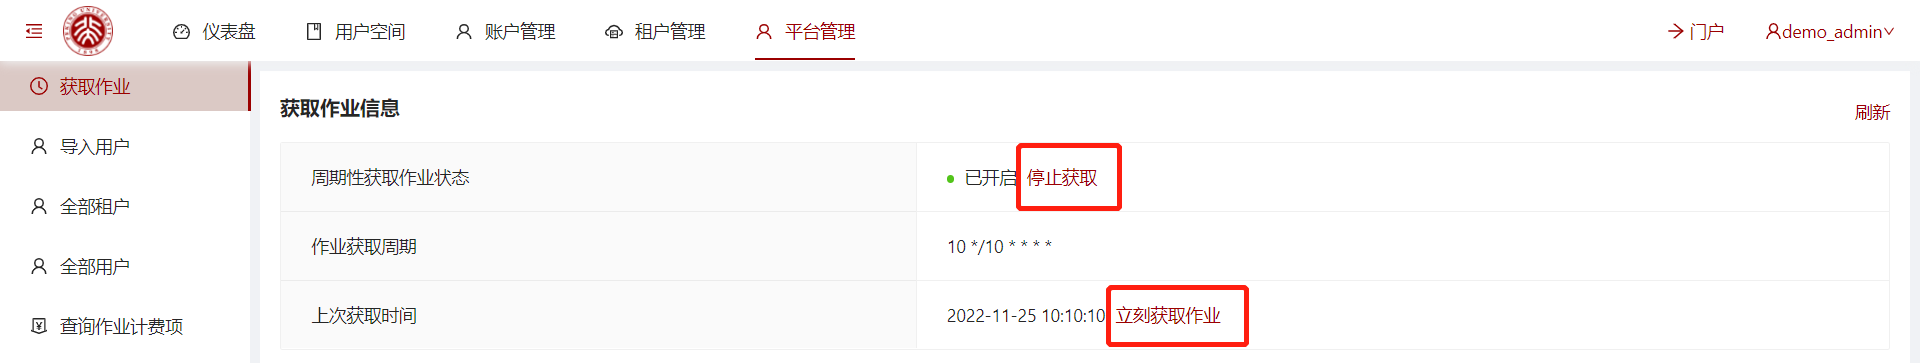 仪表盘 用户空间 账户管理 租户管理 平台管理 门户 demo_admin
获取作业
导入用户
全部租户
全部用户
查询作业计费项
获取作业信息 刷新
周期性获取作业状态 已开启 停止获取
作业获取周期 10 */10 * * * *
上次获取时间 2022-11-25 10:10:10 立刻获取作业